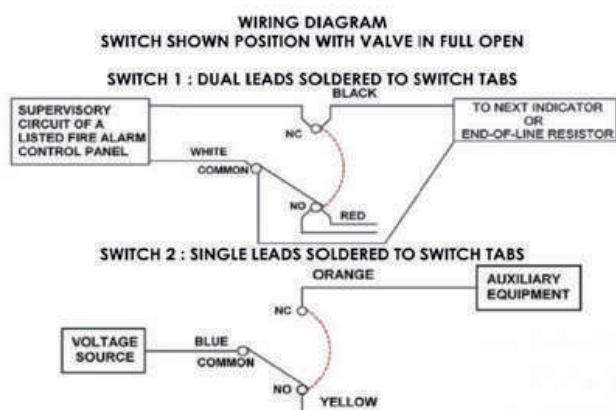 WIRING DIAGRAM
SWITCH SHOWN POSITION WITH VALVE IN FULL OPEN
SWITCH 1 : DUAL LEADS SOLDERED TO SWITCH TABS
BLACK
SUPERVISORY
CIRCUIT OF A
LISTED FIRE ALARM
CONTROL PANEL
TO NEXT INDICATOR
OR
END-OF-LINE RESISTOR
NC
WHITE
COMMON
NO
RED
SWITCH 2 : SINGLE LEADS SOLDERED TO SWITCH TABS
ORANGE
AUXILIARY
EQUIPMENT
NC
VOLTAGE
SOURCE
BLUE
COMMON
NO
YELLOW